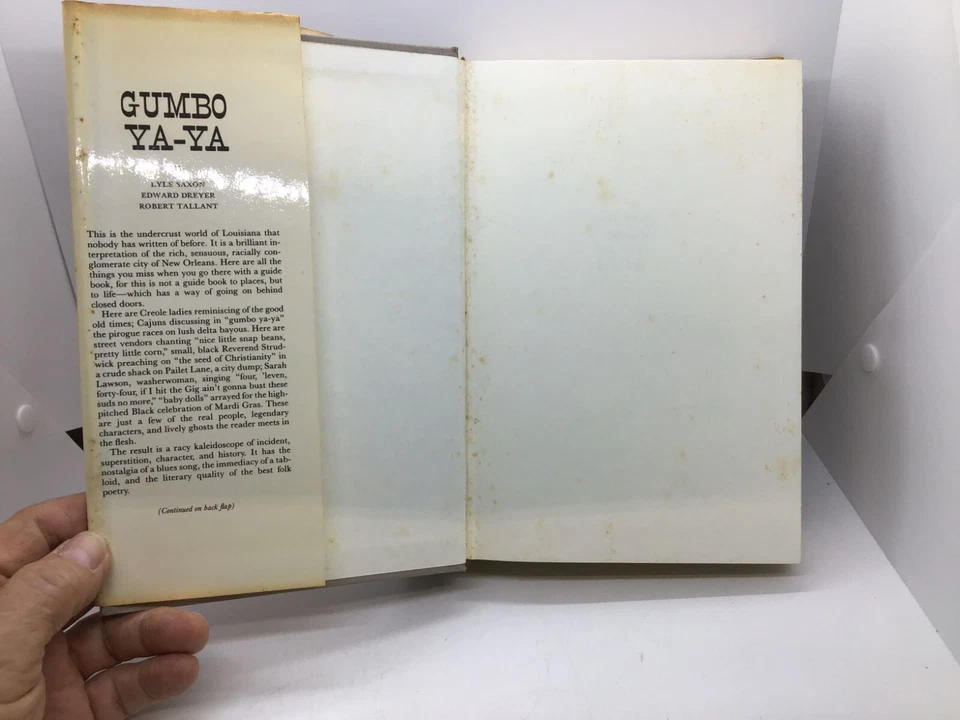 GUMBO
YA-YA
LYLE SAXON
EDWARD DREYER
ROBERT TALLANT
This is the undercrust world of Louisiana that
nobody has written of before. It is a brilliant in-
terpretation of the rich, sensuous, racially con-
glomerate city of New Orleans. Here are all the
things you miss when you go there with a guide
book, for this is not a guide book to places, but
to life—which has a way of going on behind
closed doors.
Here are Creole ladies reminiscing of the good
old times; Cajuns discussing in "gumbo ya-ya"
the pirogue races on lush delta bayous. Here are
street vendors chanting "nice little snap beans,
pretty little corn," small, black Reverend Strud-
wick preaching on "the seed of Christianity" in
a crude shack on Pailet Lane, a city dump; Sarah
Lawson, washerwoman, singing "four, 'leven,
forty-four, if I hit the Gig ain't gonna bust these
suds no more," "baby dolls" arrayed for the high-
pitched Black celebration of Mardi Gras. These
are just a few of the real people, legendary
characters, and lively ghosts the reader meets in
the flesh.
The result is a racy kaleidoscope of incident,
superstition, character, and history. It has the
nostalgia of a blues song, the immediacy of a tab-
loid, and the literary quality of the best folk
poetry.
(Continued on back flap)